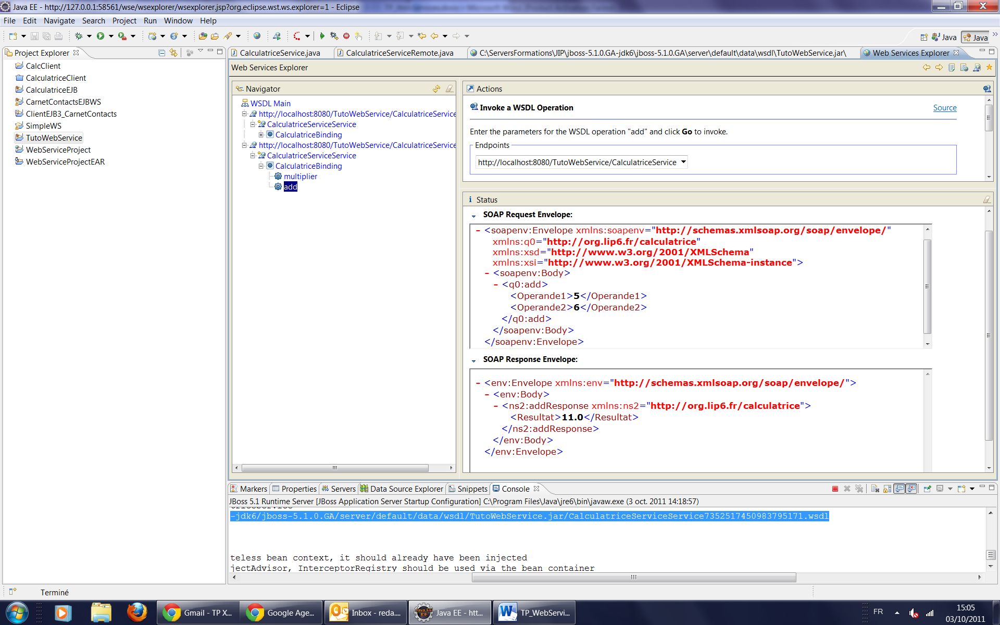 Java EE - http://127.0.0.1:58561/wse/wsexplorer/wsexplorer.jsp?org.eclipse.wst.ws.explorer=1 - Eclipse
File Edit Navigate Search Project Run Window Help
Java Java
Project Explorer
CalcClient
CalculatriceClient
CalculatriceEJB
CarnetContactsEJBWS
ClientEJB3_CarnetContacts
SimpleWS
TutoWebService
WebServiceProject
WebServiceProjectEAR
CalculatriceService.java CalculatriceServiceRemote.java C:\ServersFormations\JIP\jboss-5.1.0.GA-jdk6\jboss-5.1.0.GA\server\default\data\wsdl\TutoWebService.jar\ Web Services Explorer
Web Services Explorer
Navigator
WSDL Main
http://localhost:8080/TutoWebService/CalculatriceService
CalculatriceServiceService
CalculatriceBinding
http://localhost:8080/TutoWebService/CalculatriceService
CalculatriceServiceService
CalculatriceBinding
multiplier
add
Actions
Invoke a WSDL Operation Source
Enter the parameters for the WSDL operation "add" and click Go to invoke.
Endpoints
http://localhost:8080/TutoWebService/CalculatriceService
Status
SOAP Request Envelope:
- <soapenv:Envelope xmlns:soapenv="http://schemas.xmlsoap.org/soap/envelope/"
xmlns:q0="http://org.lip6.fr/calculatrice"
xmlns:xsd="http://www.w3.org/2001/XMLSchema"
xmlns:xsi="http://www.w3.org/2001/XMLSchema-instance">
- <soapenv:Body>
- <q0:add>
<Operande1>5</Operande1>
<Operande2>6</Operande2>
</q0:add>
</soapenv:Body>
</soapenv:Envelope>
SOAP Response Envelope:
- <env:Envelope xmlns:env="http://schemas.xmlsoap.org/soap/envelope/">
- <env:Body>
- <ns2:addResponse xmlns:ns2="http://org.lip6.fr/calculatrice">
<Resultat>11.0</Resultat>
</ns2:addResponse>
</env:Body>
</env:Envelope>
Markers Properties Servers Data Source Explorer Snippets Console
JBoss 5.1 Runtime Server [JBoss Application Server Startup Configuration] C:\Program Files\Java\jre6\bin\javaw.exe (3 oct. 2011 14:18:57)
-jdk6/jboss-5.1.0.GA/server/default/data/wsdl/TutoWebService.jar/CalculatriceServiceService7352517450983795171.wsdl
teless bean context, it should already have been injected
jectAdvisor, InterceptorRegistry should be used via the bean container
Terminé
Gmail - TP X... Google Age... Inbox - reda.... Java EE - htt... TP_WebServi... FR 15:05
03/10/2011